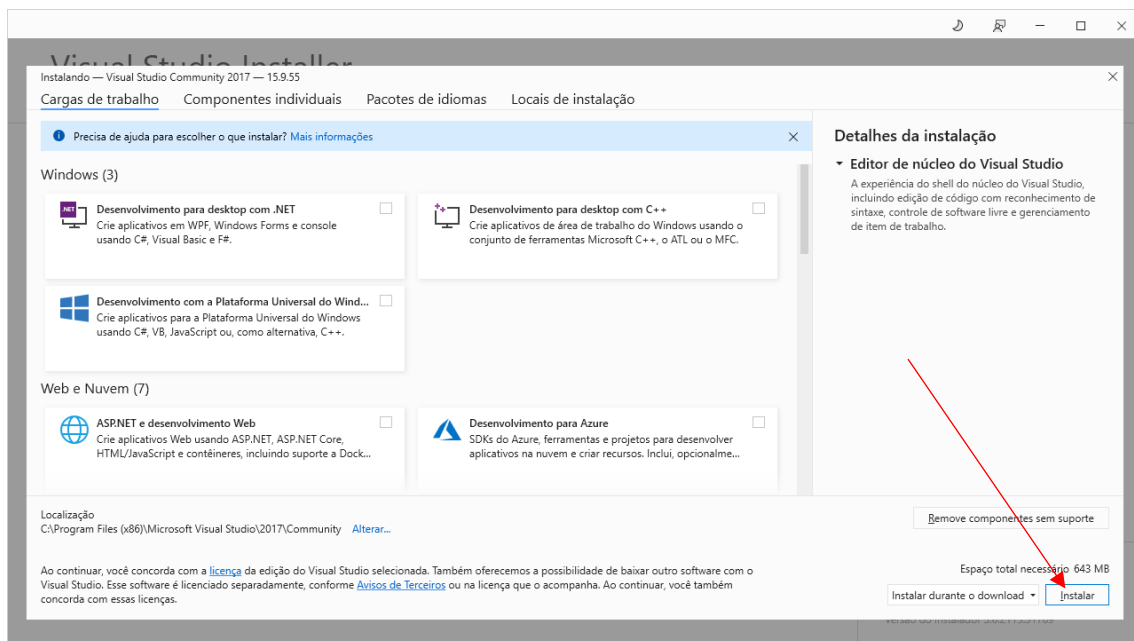 Visual Studio Installer
Instalando — Visual Studio Community 2017 — 15.9.55
Cargas de trabalho Componentes individuais Pacotes de idiomas Locais de instalação
Precisa de ajuda para escolher o que instalar? Mais informações
Windows (3)
.NET
Desenvolvimento para desktop com .NET
Crie aplicativos em WPF, Windows Forms e console
usando C#, Visual Basic e F#.
Desenvolvimento para desktop com C++
Crie aplicativos de área de trabalho do Windows usando o
conjunto de ferramentas Microsoft C++, o ATL ou o MFC.
Desenvolvimento com a Plataforma Universal do Wind...
Crie aplicativos para a Plataforma Universal do Windows
usando C#, VB, JavaScript ou, como alternativa, C++.
Web e Nuvem (7)
ASP.NET e desenvolvimento Web
Crie aplicativos Web usando ASP.NET, ASP.NET Core,
HTML/JavaScript e contêineres, incluindo suporte a Dock...
Desenvolvimento para Azure
SDKs do Azure, ferramentas e projetos para desenvolver
aplicativos na nuvem e criar recursos. Inclui, opcionalme...
Detalhes da instalação
Editor de núcleo do Visual Studio
A experiência do shell do núcleo do Visual Studio,
incluindo edição de código com reconhecimento de
sintaxe, controle de software livre e gerenciamento
de item de trabalho.
Localização
C:\Program Files (x86)\Microsoft Visual Studio\2017\Community Alterar...
Remove componentes sem suporte
Ao continuar, você concorda com a licença da edição do Visual Studio selecionada. Também oferecemos a possibilidade de baixar outro software com o
Visual Studio. Esse software é licenciado separadamente, conforme Avisos de Terceiros ou na licença que o acompanha. Ao continuar, você também
concorda com essas licenças.
Espaço total necessário 643 MB
Instalar durante o download Instalar